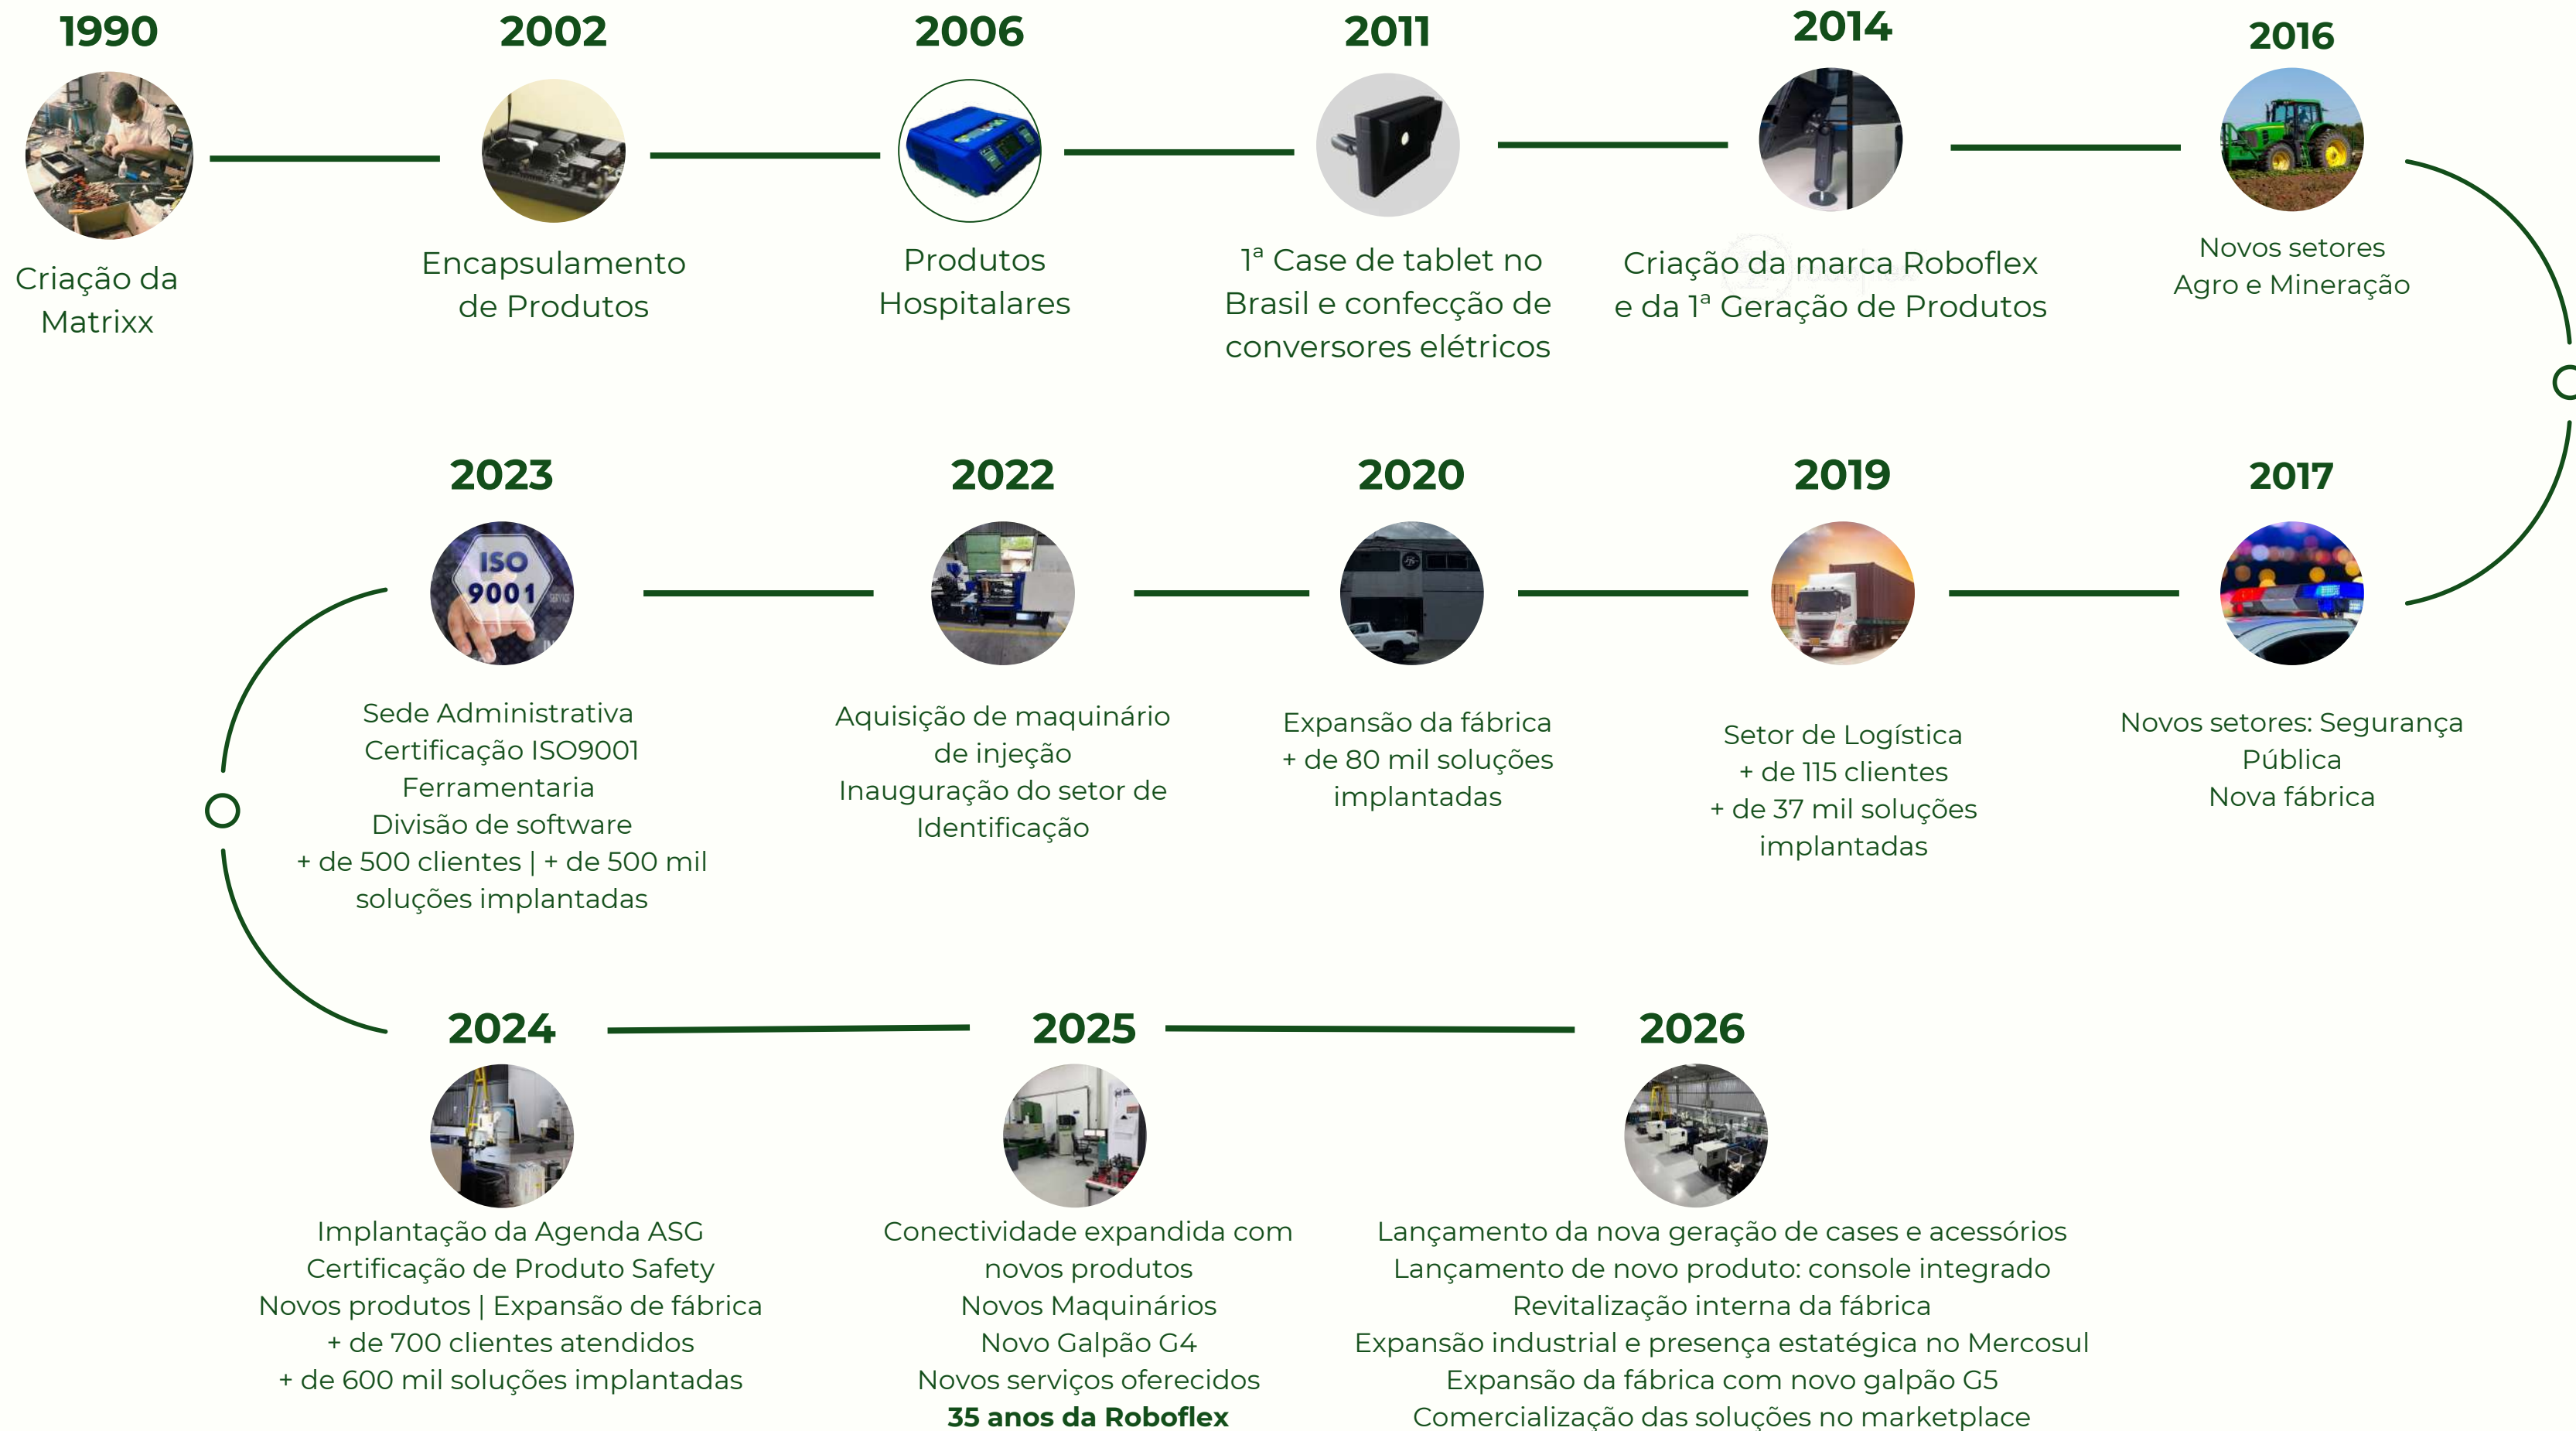 1990
Criação da
Matrixx
2002
Encapsulamento
de Produtos
2006
Produtos
Hospitalares
2011
1ª Case de tablet no
Brasil e confecção de
conversores elétricos
2014
Criação da marca Roboflex
e da 1ª Geração de Produtos
2016
Novos setores
Agro e Mineração
2017
Novos setores: Segurança
Pública
Nova fábrica
2019
Setor de Logística
+ de 115 clientes
+ de 37 mil soluções
implantadas
2020
Expansão da fábrica
+ de 80 mil soluções
implantadas
2022
Aquisição de maquinário
de injeção
Inauguração do setor de
Identificação
2023
ISO
9001
Sede Administrativa
Certificação ISO9001
Ferramentaria
Divisão de software
+ de 500 clientes | + de 500 mil
soluções implantadas
2024
Implantação da Agenda ASG
Certificação de Produto Safety
Novos produtos | Expansão de fábrica
+ de 700 clientes atendidos
+ de 600 mil soluções implantadas
2025
Conectividade expandida com
novos produtos
Novos Maquinários
Novo Galpão G4
Novos serviços oferecidos
35 anos da Roboflex
2026
Lançamento da nova geração de cases e acessórios
Lançamento de novo produto: console integrado
Revitalização interna da fábrica
Expansão industrial e presença estatégica no Mercosul
Expansão da fábrica com novo galpão G5
Comercialização das soluções no marketplace